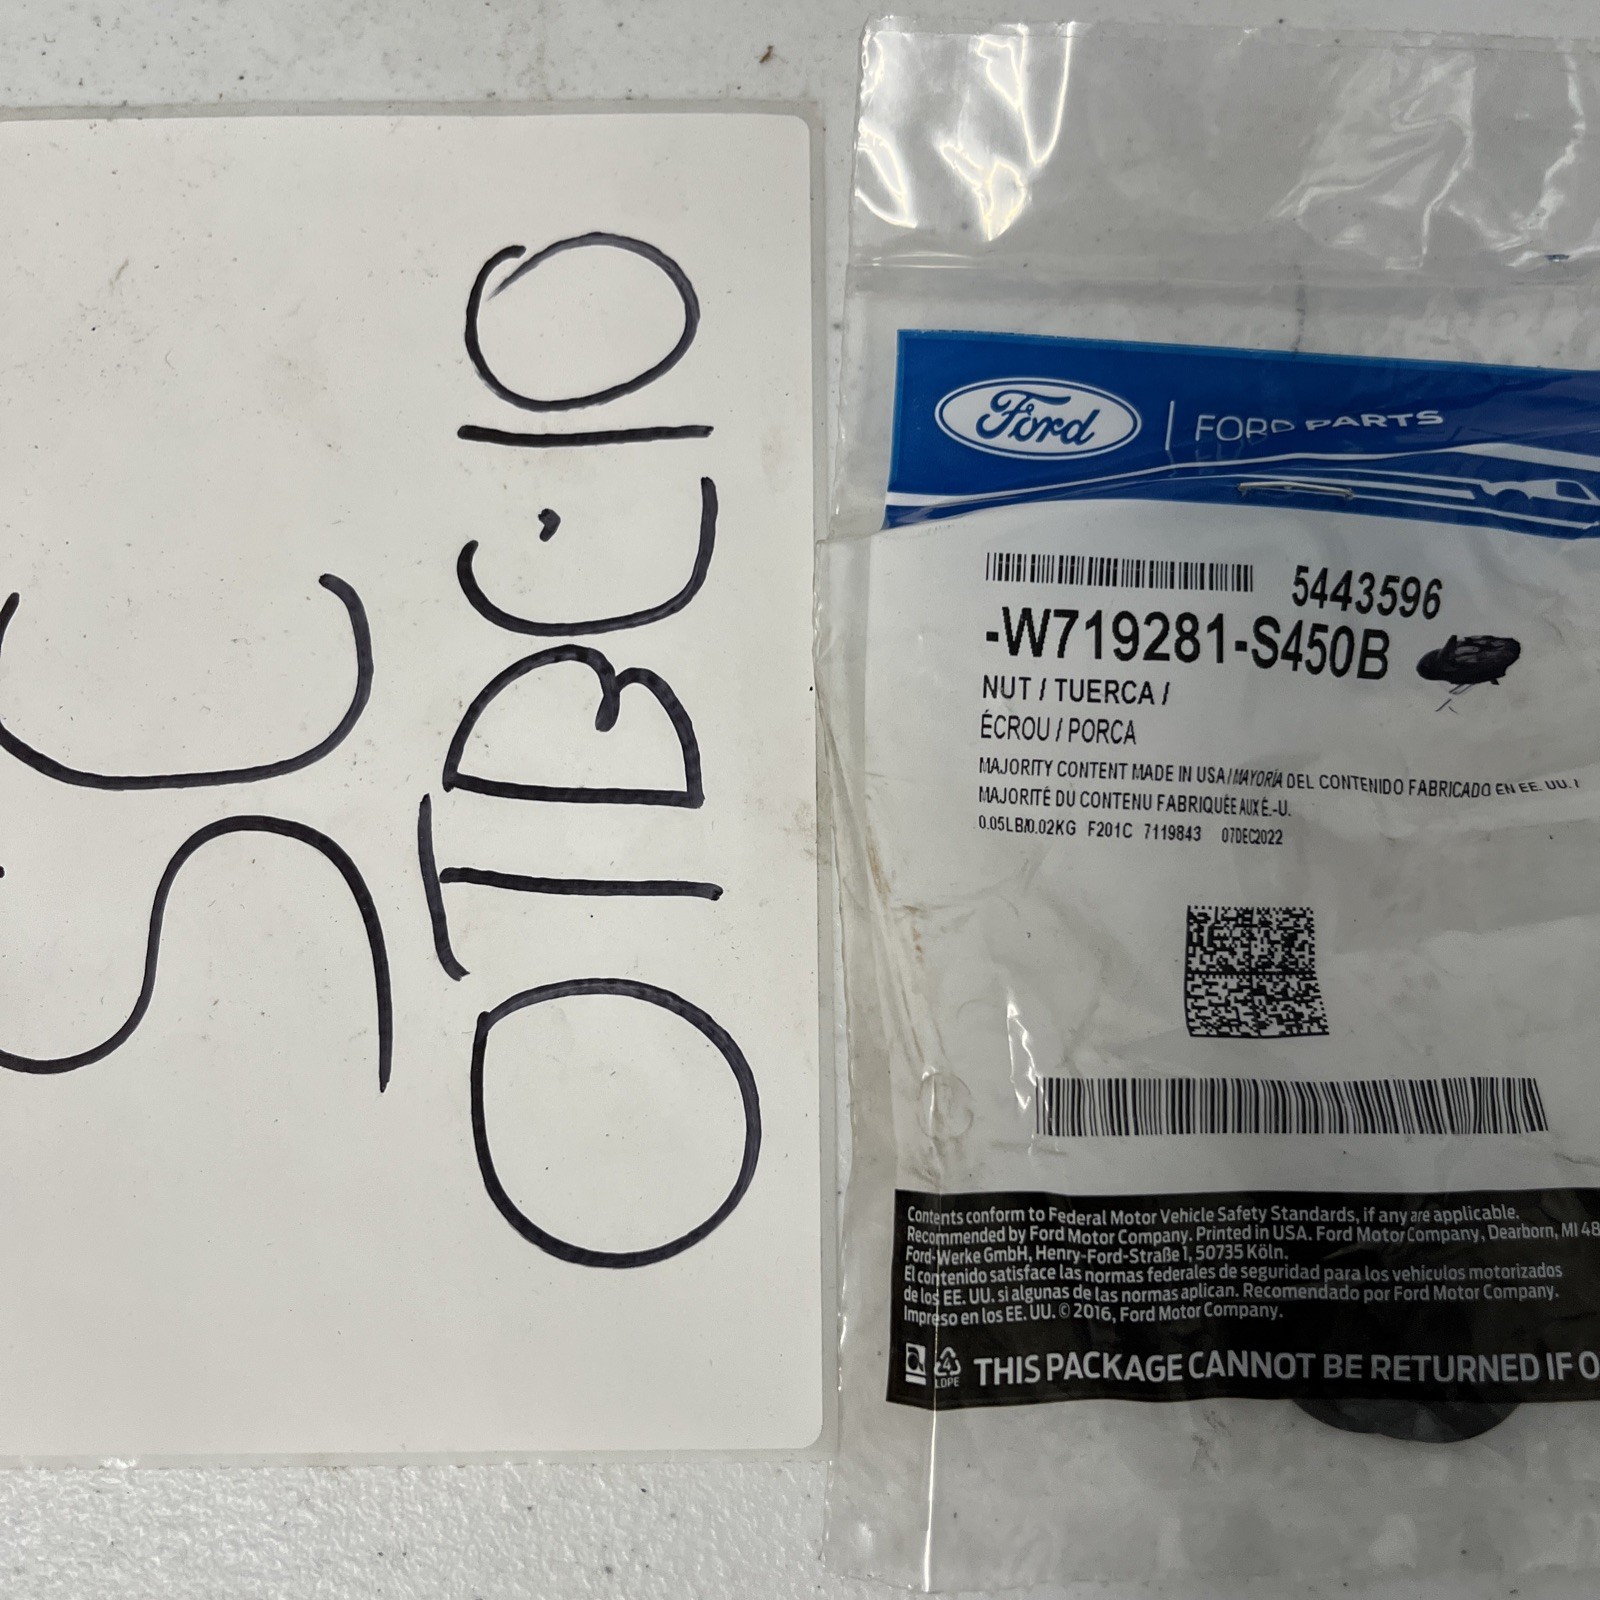 OTBC·10
Ford | FORD PARTS
5443596
-W719281-S450B
NUT / TUERCA /
ÉCROU / PORCA
MAJORITY CONTENT MADE IN USA / MAYORÍA DEL CONTENIDO FABRICADO EN EE. UU. /
MAJORITÉ DU CONTENU FABRIQUÉE AUX É.-U.
0.05LB/0.02KG F201C 7119843 07DEC2022
Contents conform to Federal Motor Vehicle Safety Standards, if any are applicable.
Recommended by Ford Motor Company. Printed in USA. Ford Motor Company, Dearborn, MI 48
Ford-Werke GmbH, Henry-Ford-Straße 1, 50735 Köln.
El contenido satisface las normas federales de seguridad para los vehículos motorizados
de los EE. UU. si algunas de las normas aplican. Recomendado por Ford Motor Company.
Impreso en los EE. UU. © 2016, Ford Motor Company.
4
LDPE
THIS PACKAGE CANNOT BE RETURNED IF O